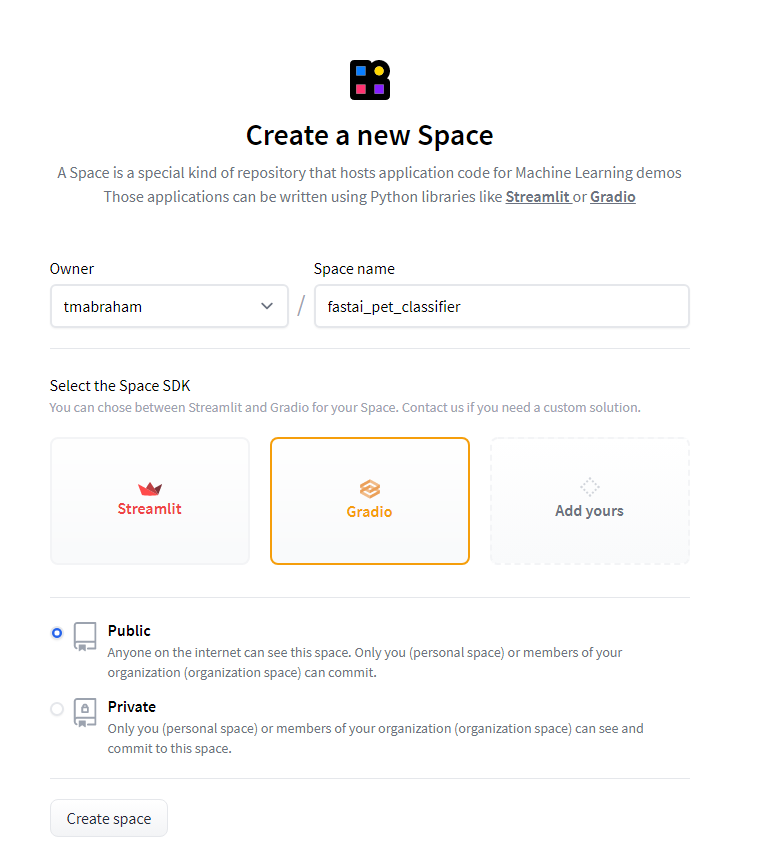 Create a new Space
A Space is a special kind of repository that hosts application code for Machine Learning demos
Those applications can be written using Python libraries like Streamlit or Gradio
Owner
Space name
tmabraham
/
fastai_pet_classifier
Select the Space SDK
You can chose between Streamlit and Gradio for your Space. Contact us if you need a custom solution.
Streamlit
Gradio
Add yours
Public
Anyone on the internet can see this space. Only you (personal space) or members of your
organization (organization space) can commit.
Private
Only you (personal space) or members of your organization (organization space) can see and
commit to this space.
Create space